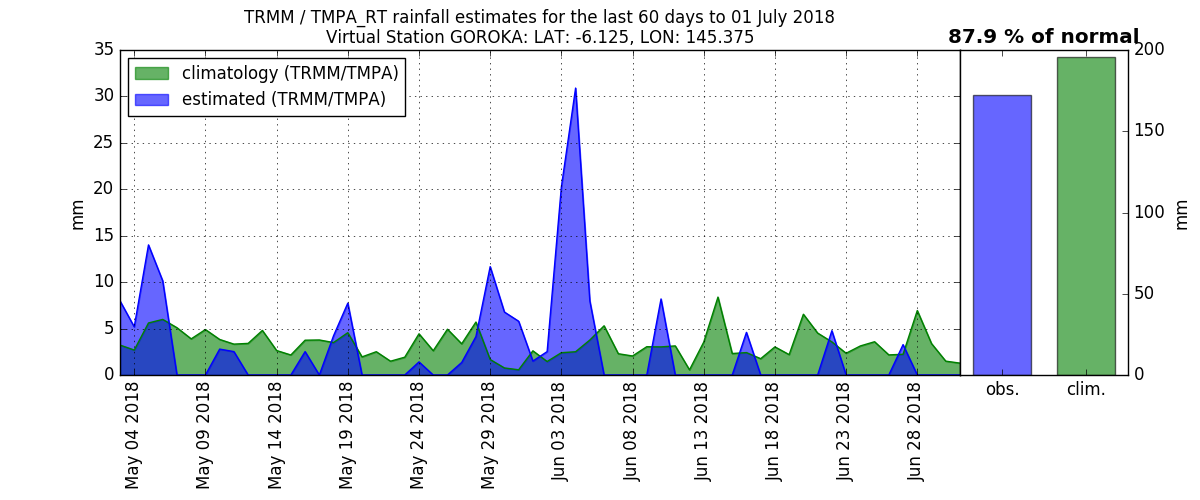 TRMM / TMPA_RT rainfall estimates for the last 60 days to 01 July 2018
Virtual Station GOROKA: LAT: -6.125, LON: 145.375
87.9 % of normal
climatology (TRMM/TMPA)
estimated (TRMM/TMPA)
35
30
25
20
15
10
5
0
mm
May 04 2018
May 09 2018
May 14 2018
May 19 2018
May 24 2018
May 29 2018
Jun 03 2018
Jun 08 2018
Jun 13 2018
Jun 18 2018
Jun 23 2018
Jun 28 2018
200
150
100
50
0
mm
obs.
clim.